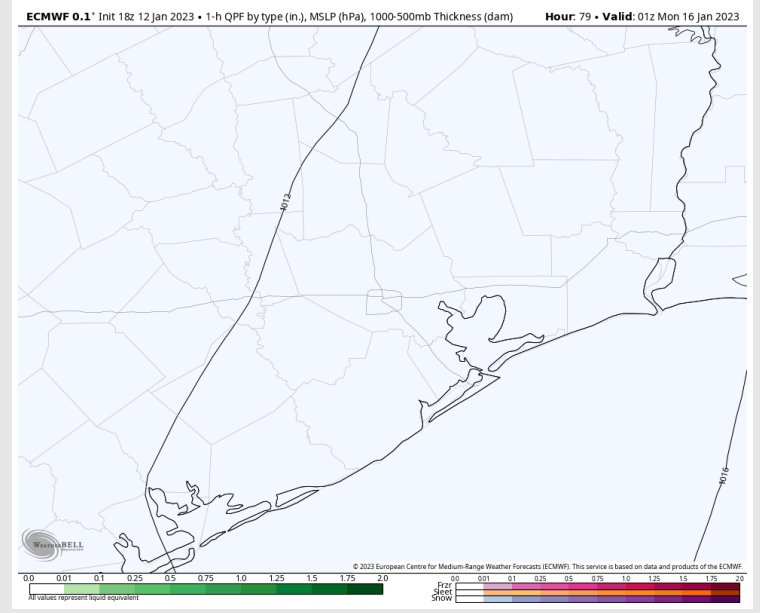 ECMWF 0.1° Init 18z 12 Jan 2023 • 1-h QPF by type (in.), MSLP (hPa), 1000-500mb Thickness (dam) Hour: 79 • Valid: 01z Mon 16 Jan 2023
1012
1016
WEATHERBELL
© 2023 European Centre for Medium-Range Weather Forecasts (ECMWF). This service is based on data and products of the ECMWF.
0.0 0.01 0.1 0.25 0.5 0.75 1.0 1.25 1.5 1.75 2.0
All values represent liquid equivalent
0.0 0.01 0.1 0.25 0.5 0.75 1.0 1.25 1.5 1.75 2.0
Frzr
Sleet
Snow